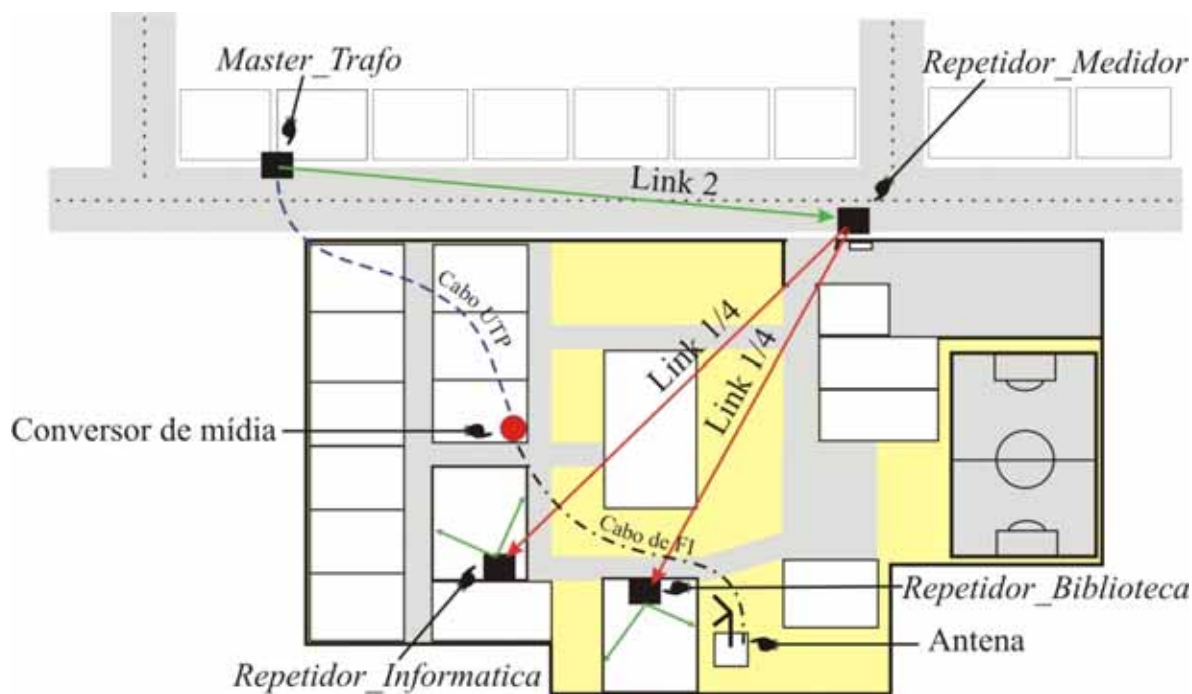 Master_Trafo
Repetidor_Medidor
Link 2
Cabo UTP
Link 1/4
Link 1/4
Conversor de mídia
Cabo de FI
Repetidor_Biblioteca
Antena
Repetidor_Informatica